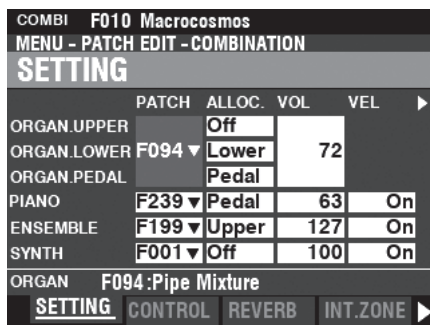 COMBI F010 Macrocosmos
MENU - PATCH EDIT - COMBINATION
SETTING
PATCH ALLOC. VOL VEL ▶
ORGAN.UPPER Off
ORGAN.LOWER F094 ▼ Lower 72
ORGAN.PEDAL Pedal
PIANO F239 ▼ Pedal 63 On
ENSEMBLE F199 ▼ Upper 127 On
SYNTH F001 ▼ Off 100 On
ORGAN F094:Pipe Mixture
SETTING CONTROL REVERB INT.ZONE ▶